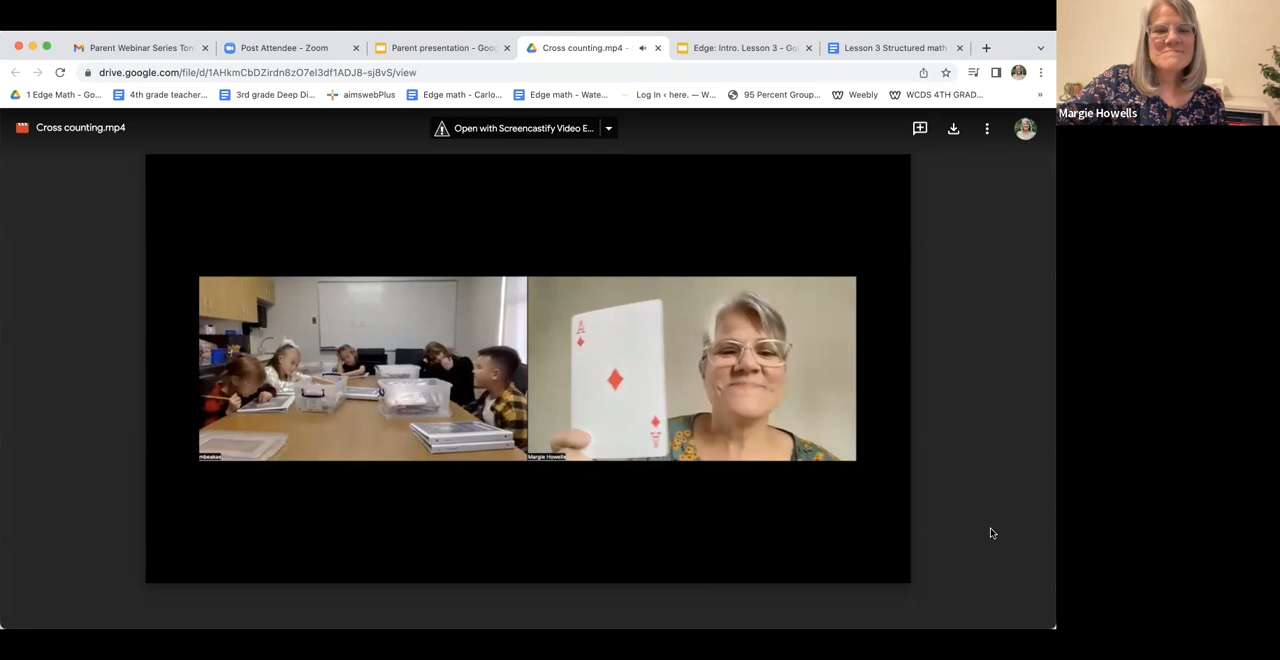 Parent Webinar Series Ton
Post Attendee - Zoom
Parent presentation - Goog
Cross counting.mp4 -
Edge: Intro. Lesson 3 - Go
Lesson 3 Structured math
drive.google.com/file/d/1AHkmCbDZirdn8zO7eI3df1ADJ8-sj8vS/view
1 Edge Math - Go...
4th grade teacher...
3rd grade Deep Di...
aimswebPlus
Edge math - Carlo...
Edge math - Wate...
Log In ‹ here. — W...
95 Percent Group...
Weebly
WCDS 4TH GRAD...
»
Cross counting.mp4
Open with Screencastify Video E...
Margie Howells
A
A
mbeakas
Margie Howells